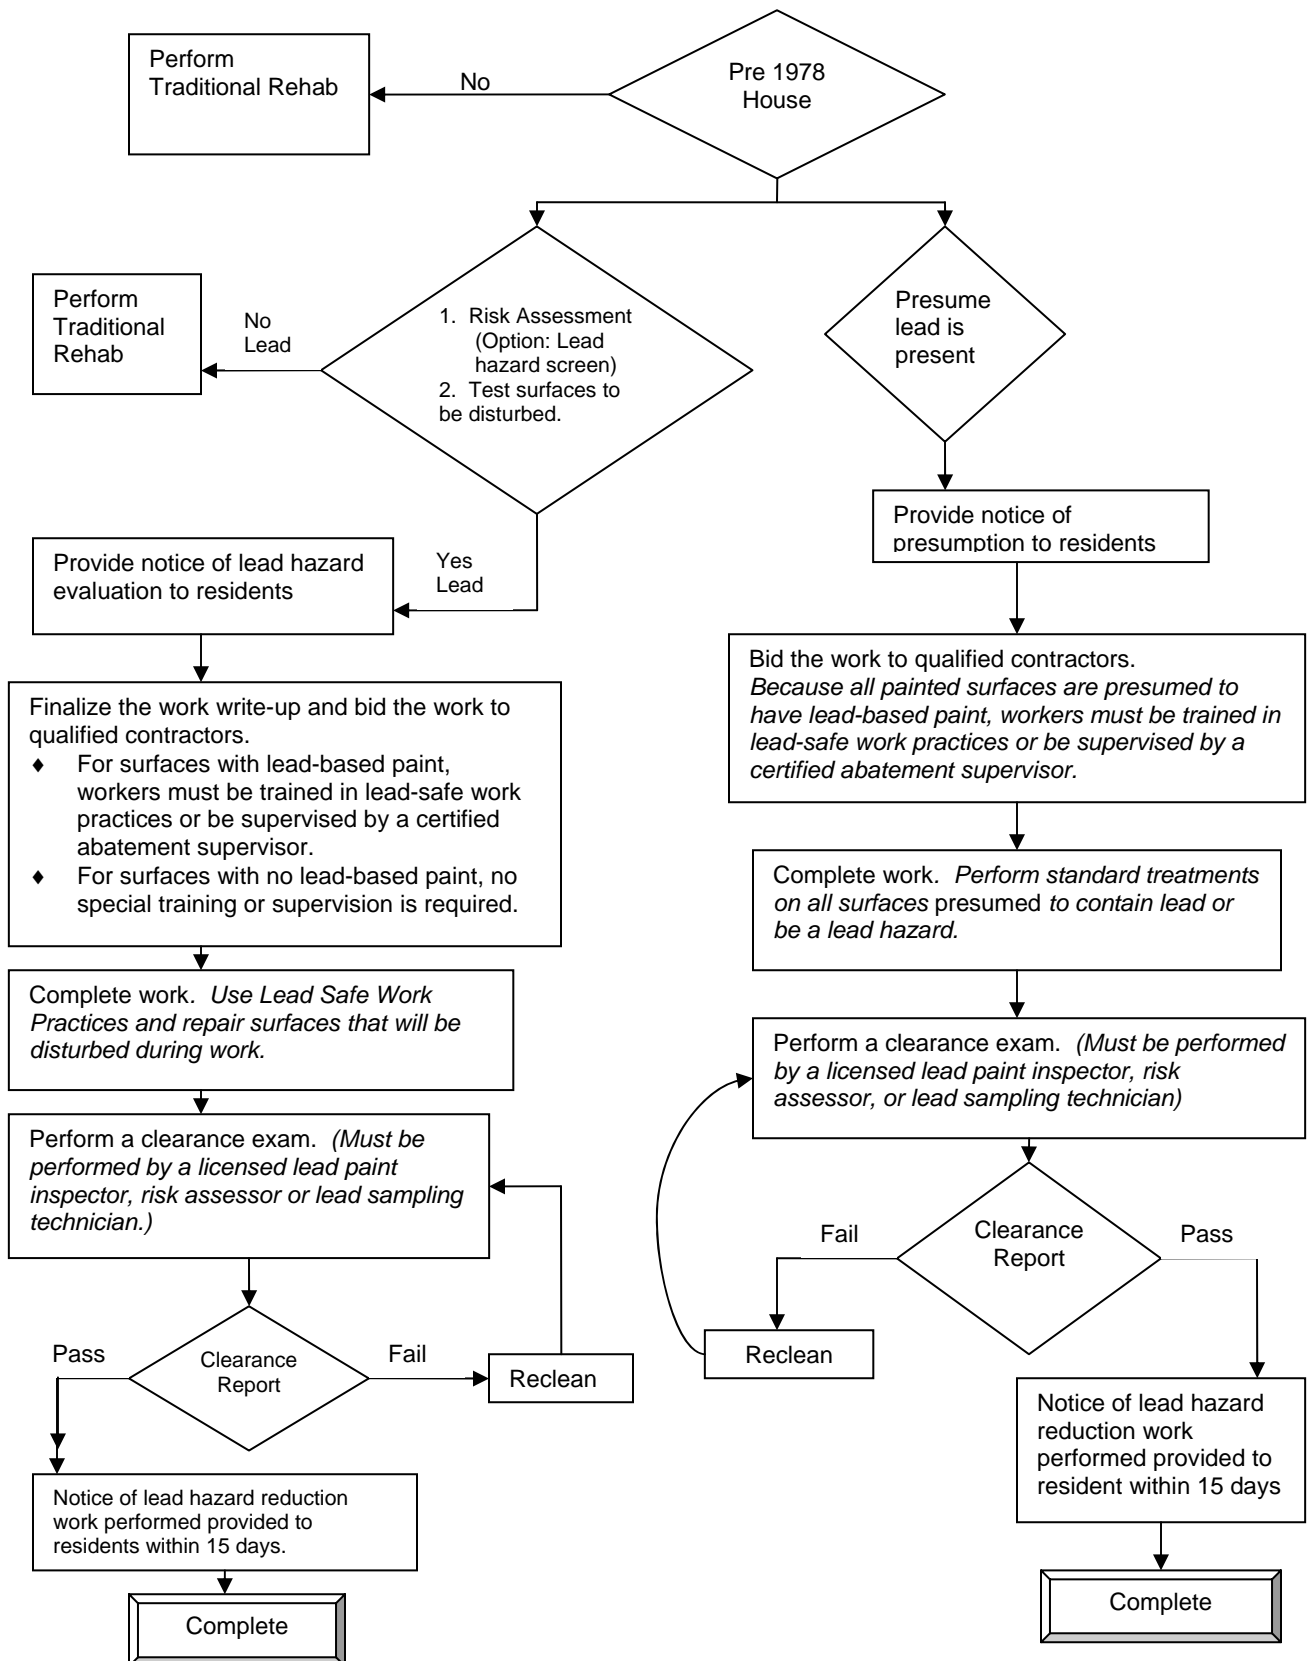 Pre 1978
House
No
Perform
Traditional Rehab
Perform
Traditional
Rehab
No
Lead
1. Risk Assessment
(Option: Lead
hazard screen)
2. Test surfaces to
be disturbed.
Presume
lead is
present
Yes
Lead
Provide notice of lead hazard
evaluation to residents
Finalize the work write-up and bid the work to
qualified contractors.
♦ For surfaces with lead-based paint,
workers must be trained in lead-safe work
practices or be supervised by a certified
abatement supervisor.
♦ For surfaces with no lead-based paint, no
special training or supervision is required.
Complete work. Use Lead Safe Work
Practices and repair surfaces that will be
disturbed during work.
Perform a clearance exam. (Must be
performed by a licensed lead paint
inspector, risk assessor or lead sampling
technician.)
Clearance
Report
Pass
Fail
Reclean
Notice of lead hazard reduction
work performed provided to
residents within 15 days.
Complete
Provide notice of
presumption to residents
Bid the work to qualified contractors.
Because all painted surfaces are presumed to
have lead-based paint, workers must be trained in
lead-safe work practices or be supervised by a
certified abatement supervisor.
Complete work. Perform standard treatments
on all surfaces presumed to contain lead or
be a lead hazard.
Perform a clearance exam. (Must be performed
by a licensed lead paint inspector, risk
assessor, or lead sampling technician)
Clearance
Report
Fail
Pass
Reclean
Notice of lead hazard
reduction work
performed provided to
resident within 15 days
Complete